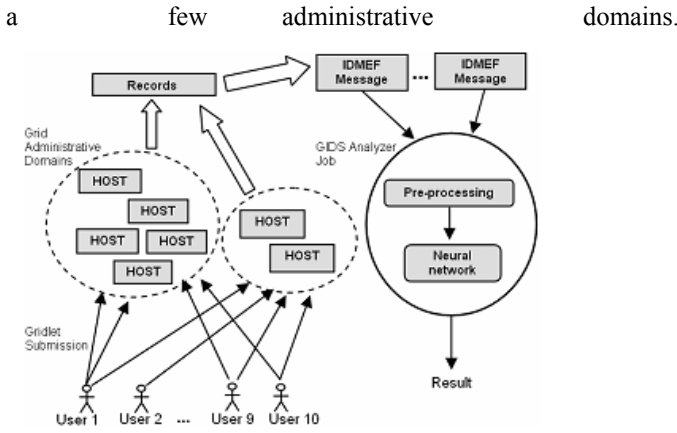 a few administrative domains.
IDMEF
Message
...
IDMEF
Message
Records
Grid
Administrative
Domains
GIDS Analyzer
Job
HOST
HOST
HOST
HOST
HOST
HOST
HOST
Pre-processing
Neural
network
Gridlet
Submission
Result
User 1
User 2
...
User 9
User 10